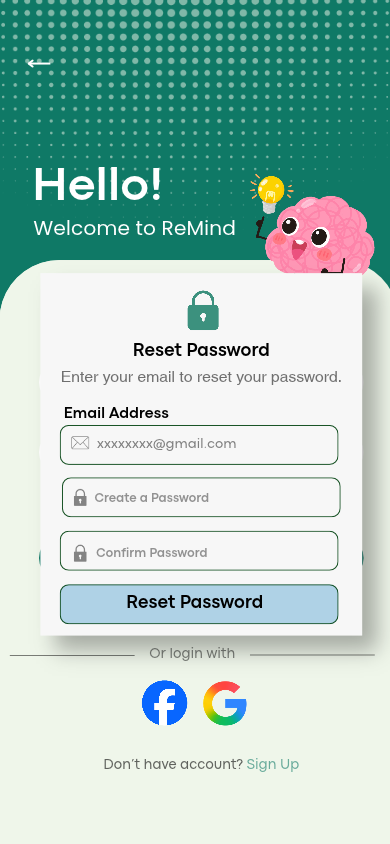 Hello!
Welcome to ReMind
Reset Password
Enter your email to reset your password.
Email Address
xxxxxxxx@gmail.com
Create a Password
Confirm Password
Reset Password
Or login with
Don't have account? Sign Up